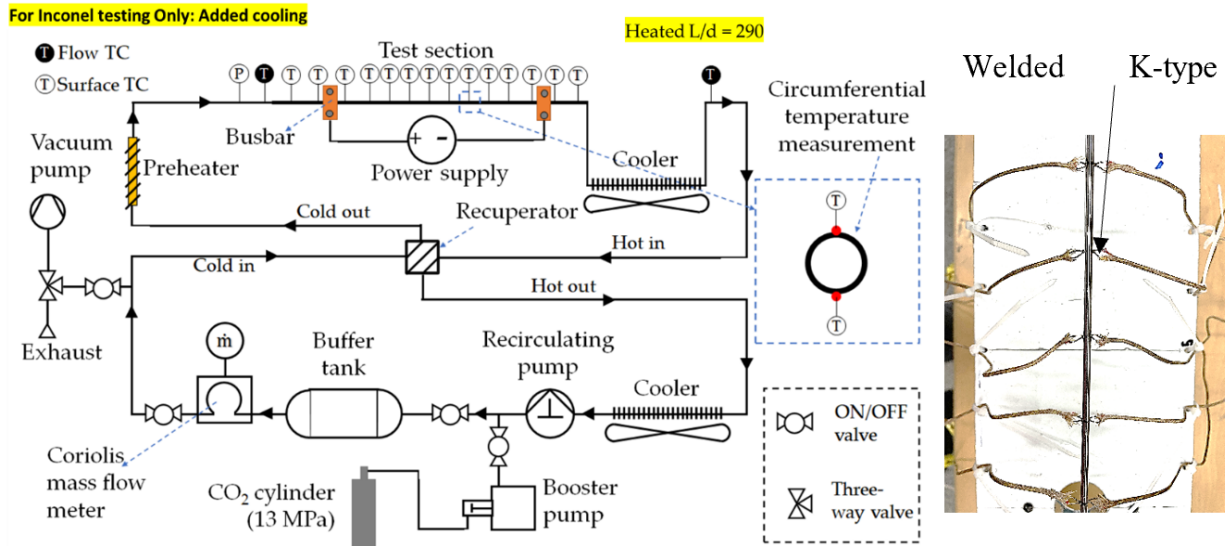 For Inconel testing Only: Added cooling
Heated L/d = 290
T Flow TC
T Surface TC
Test section
P T T T T T T T T T T T T T T
T
Busbar
+ -
Power supply
Cooler
Circumferential
temperature
measurement
T
T
Vacuum
pump
Preheater
Cold out
Recuperator
Cold in
Hot in
Hot out
Exhaust
ṁ
Buffer
tank
Recirculating
pump
Cooler
Coriolis
mass flow
meter
CO₂ cylinder
(13 MPa)
Booster
pump
ON/OFF
valve
Three-
way valve
Welded K-type
5